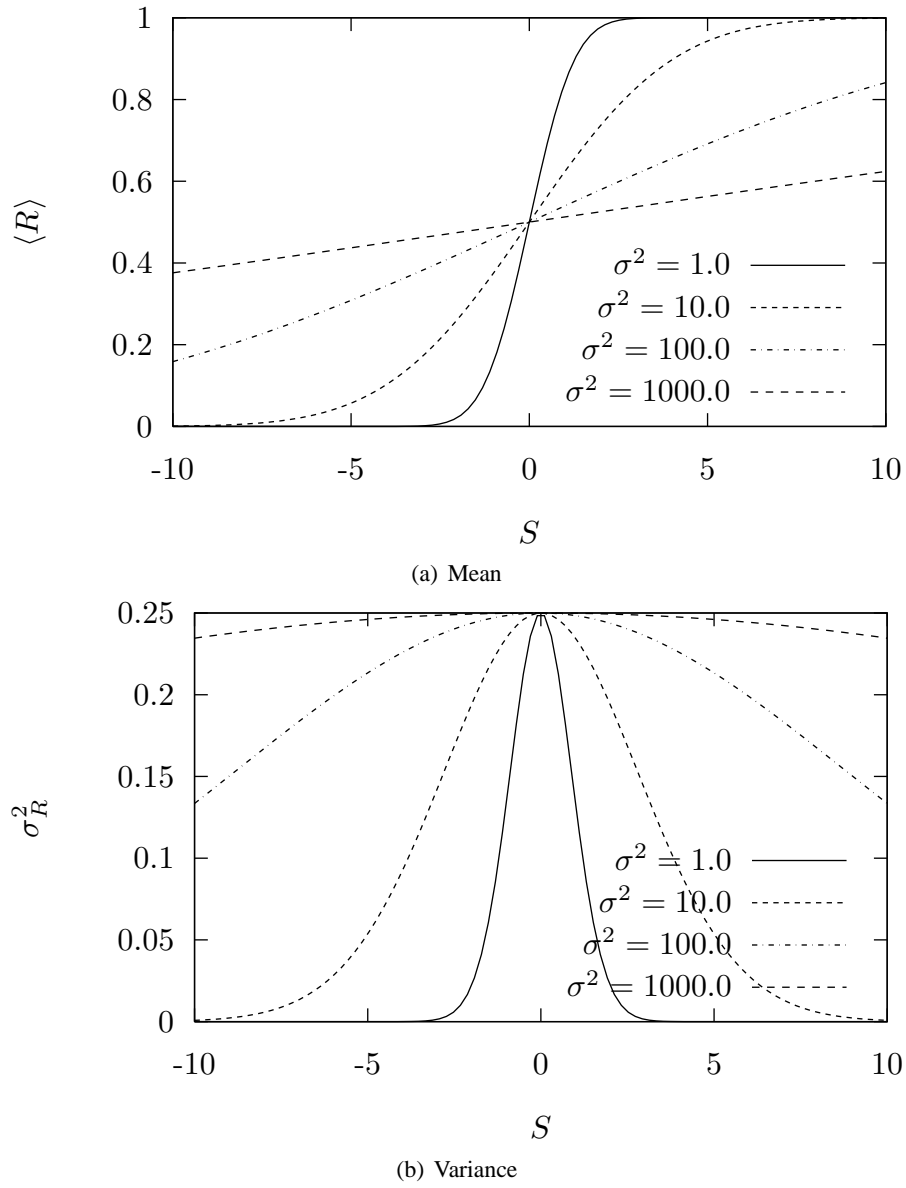 1
0.8
0.6
0.4
0.2
0
⟨R⟩
σ² = 1.0
σ² = 10.0
σ² = 100.0
σ² = 1000.0
-10 -5 0 5 10
S
(a) Mean
0.25
0.2
0.15
0.1
0.05
0
σ²_R
σ² = 1.0
σ² = 10.0
σ² = 100.0
σ² = 1000.0
-10 -5 0 5 10
S
(b) Variance